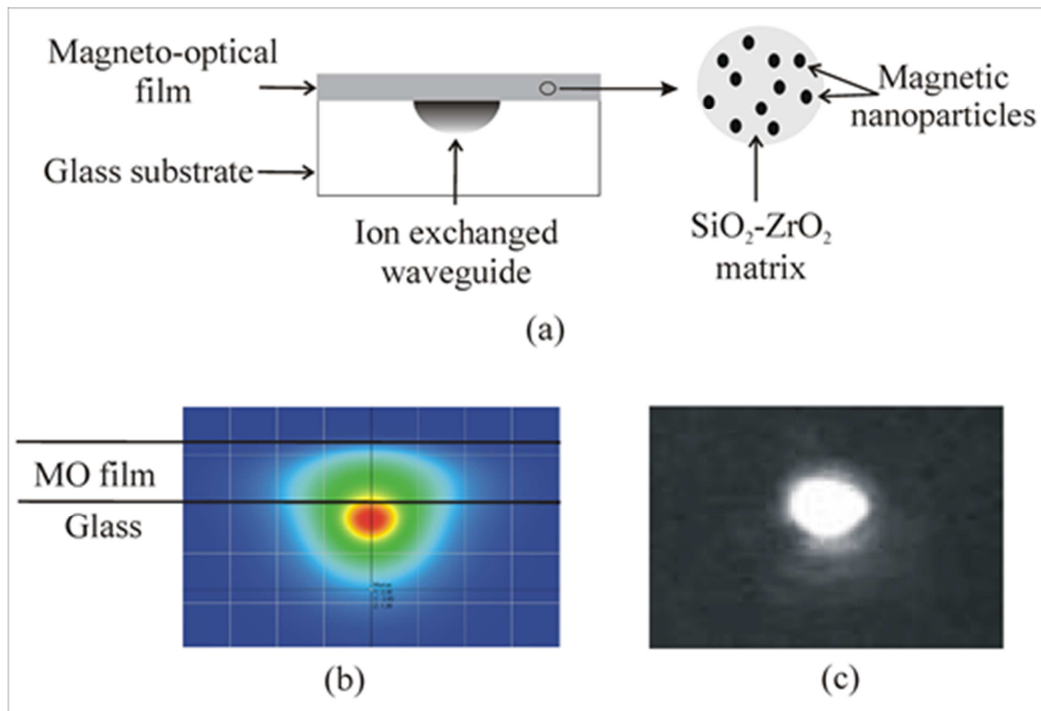 Magneto-optical
film
Glass substrate
Ion exchanged
waveguide
Magnetic
nanoparticles
SiO₂-ZrO₂
matrix
(a)
MO film
Glass
(b)
(c)